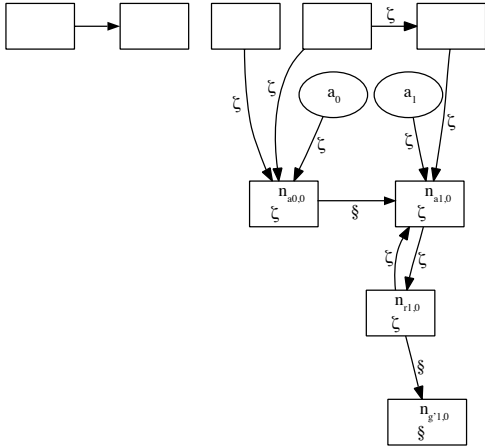 ζ
a0 a1
ζ ζ ζ ζ ζ
na0,0 na1,0
ζ § ζ
ζ ζ
nr1,0
ζ
§
ng'1,0
§